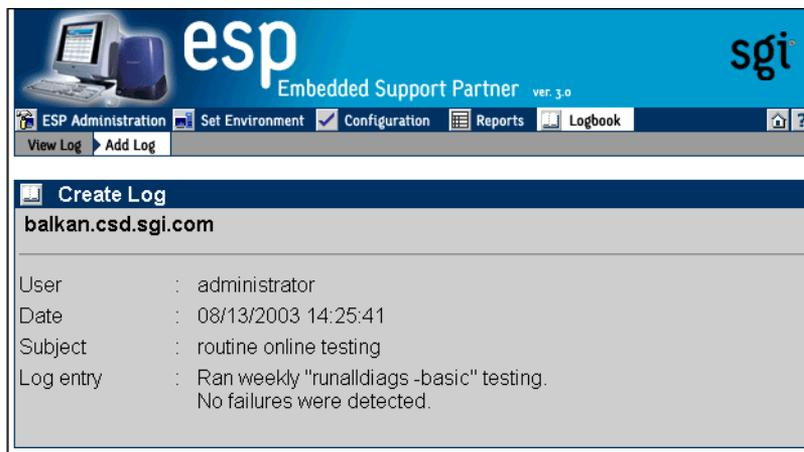 esp
Embedded Support Partner ver. 3.0
sgi
ESP Administration Set Environment Configuration Reports Logbook ?
View Log Add Log
Create Log
balkan.csd.sgi.com
User : administrator
Date : 08/13/2003 14:25:41
Subject : routine online testing
Log entry : Ran weekly "runalldiags -basic" testing.
No failures were detected.